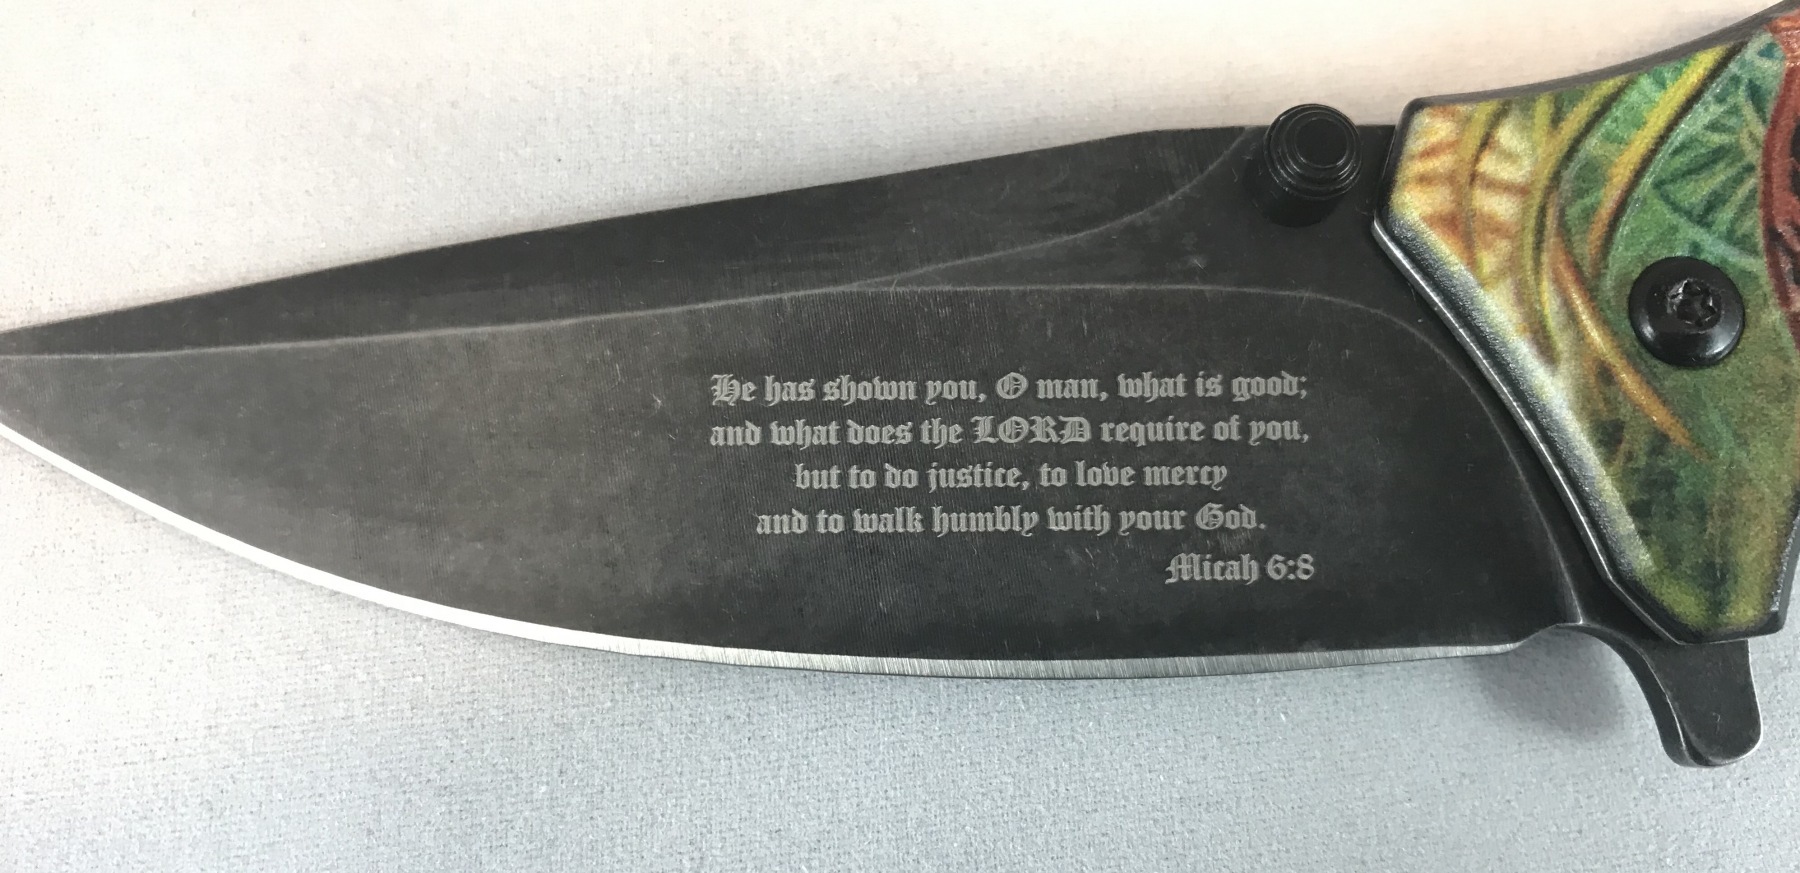 He has shown you, O man, what is good;
and what does the LORD require of you,
but to do justice, to love mercy
and to walk humbly with your God.
Micah 6:8